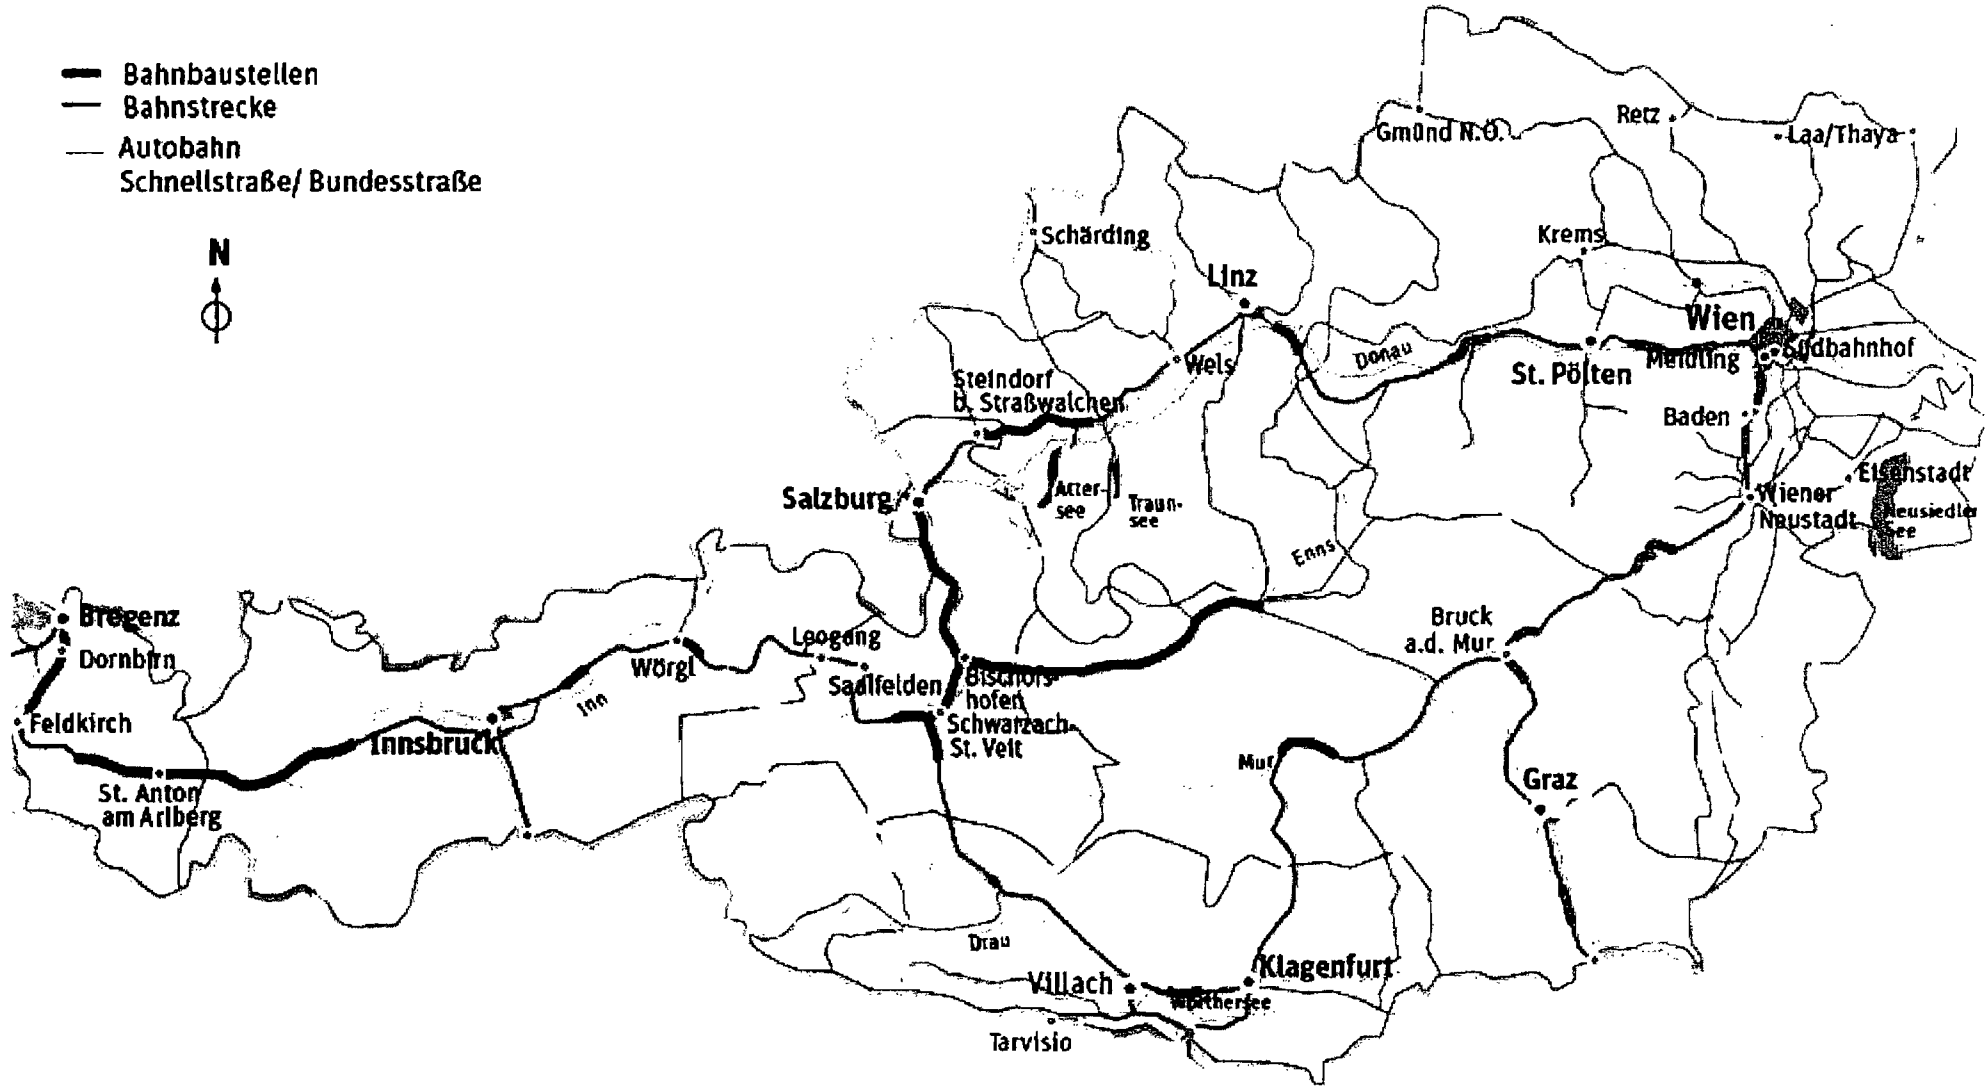 Bahnbaustellen
Bahnstrecke
Autobahn
Schnellstraße/ Bundesstraße
N
Gmünd N.Ö.
Retz
Laa/Thaya
Schärding
Krems
Linz
Wien
Donau
Meidling
Südbahnhof
Wels
St. Pölten
Steindorf
b. Straßwalchen
Baden
Eisenstadt
Salzburg
Atter-
see
Traun-
see
Wiener
Neustadt
Neusiedler
See
Enns
Bregenz
Dornbirn
Bruck
a.d. Mur
Leogang
Wörgl
Saalfelden
Bischofs-
hofen
Schwarzach-
St. Veit
Feldkirch
Inn
Innsbruck
Mur
Graz
St. Anton
am Arlberg
Drau
Klagenfurt
Villach
Wörthersee
Tarvisio